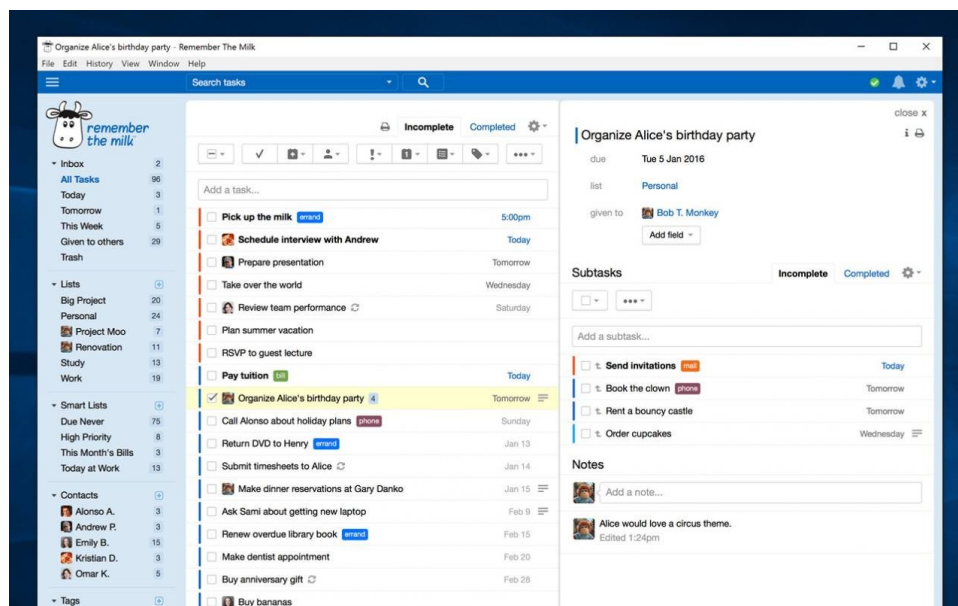 Organize Alice's birthday party - Remember The Milk
File Edit History View Window Help
Search tasks
remember
the milk
Inbox 2
All Tasks 96
Today 3
Tomorrow 1
This Week 5
Given to others 29
Trash
Lists
Big Project 20
Personal 24
Project Moo 7
Renovation 11
Study 13
Work 19
Smart Lists
Due Never 75
High Priority 8
This Month's Bills 3
Today at Work 13
Contacts
Alonso A. 3
Andrew P. 3
Emily B. 15
Kristian D. 3
Omar K. 5
Tags
Incomplete Completed
Add a task...
Pick up the milk errand 5:00pm
Schedule interview with Andrew Today
Prepare presentation Tomorrow
Take over the world Wednesday
Review team performance Saturday
Plan summer vacation
RSVP to guest lecture
Pay tuition bill Today
Organize Alice's birthday party 4 Tomorrow
Call Alonso about holiday plans phone Sunday
Return DVD to Henry errand Jan 13
Submit timesheets to Alice Jan 14
Make dinner reservations at Gary Danko Jan 15
Ask Sami about getting new laptop Feb 9
Renew overdue library book errand Feb 15
Make dentist appointment Feb 20
Buy anniversary gift Feb 28
Buy bananas
close x
Organize Alice's birthday party
due Tue 5 Jan 2016
list Personal
given to Bob T. Monkey
Add field
Subtasks Incomplete Completed
Add a subtask...
Send invitations mail Today
Book the clown phone Tomorrow
Rent a bouncy castle Tomorrow
Order cupcakes Wednesday
Notes
Add a note...
Alice would love a circus theme.
Edited 1:24pm